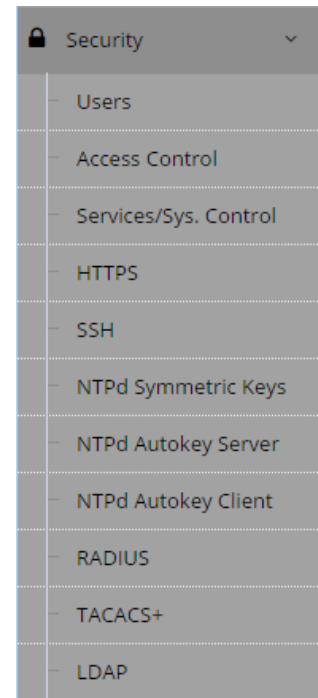 Security
Users
Access Control
Services/Sys. Control
HTTPS
SSH
NTPd Symmetric Keys
NTPd Autokey Server
NTPd Autokey Client
RADIUS
TACACS+
LDAP